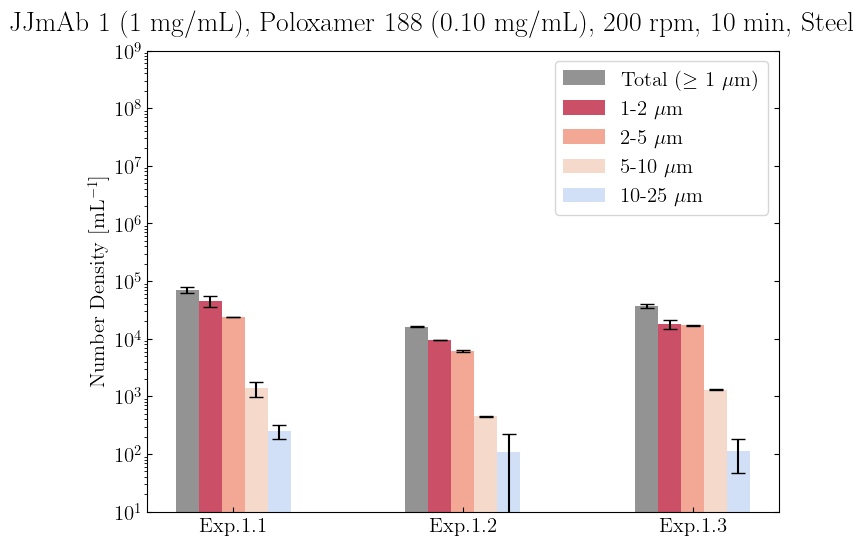 JJmAb 1 (1 mg/mL), Poloxamer 188 (0.10 mg/mL), 200 rpm, 10 min, Steel
Number Density [mL⁻¹]
10⁹
10⁸
10⁷
10⁶
10⁵
10⁴
10³
10²
10¹
Total (≥ 1 μm)
1-2 μm
2-5 μm
5-10 μm
10-25 μm
Exp.1.1 Exp.1.2 Exp.1.3